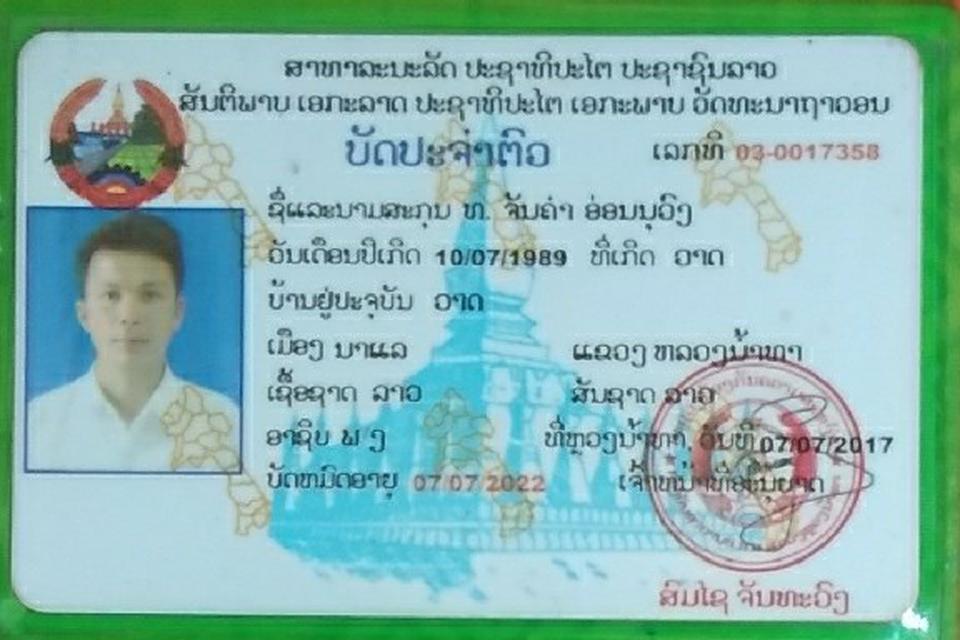 ສາທາລະນະລັດ ປະຊາທິປະໄຕ ປະຊາຊົນລາວ
ສັນຕິພາບ ເອກະລາດ ປະຊາທິປະໄຕ ເອກະພາບ ວັດທະນາຖາວອນ
ບັດປະຈຳຕົວ
ເລກທີ 03-0017358
ຊື່ແລະນາມສະກຸນ ທ. ຈັນຄຳ ອ່ອນນຸວົງ
ວັນເດືອນປີເກີດ 10/07/1989 ທີ່ເກີດ ວາດ
ບ້ານຢູ່ປະຈຸບັນ ວາດ
ເມືອງ ນາແລ ແຂວງ ຫລວງນ້ຳທາ
ເຊື້ອຊາດ ລາວ ສັນຊາດ ລາວ
ອາຊີບ ພ ງ ທີ່ຫຼວງນ້ຳທາ, ວັນທີ 07/07/2017
ບັດຫມົດອາຍຸ 07 07 2022 ເຈົ້າຫນ້າທີ່ອະນຸຍາດ
ສົມໄຊ ຈັນທະວົງ